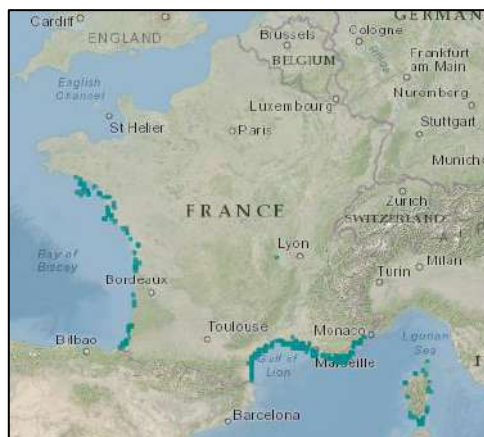 Cardiff
ENGLAND
English
Channel
St Helier
Brussels
BELGIUM
Cologne
GERMAN
Frankfurt
am Main
Luxembourg
Nuremberg
Stuttgart
Paris
Munich
FRANCE
Zurich
SWITZERLAND
Lyon
Milan
Turin
Bay of
Biscay
Bordeaux
Bilbao
Toulouse
Monaco
Ligurian
Sea
Marseille
Gulf of
Lion
Barcelona